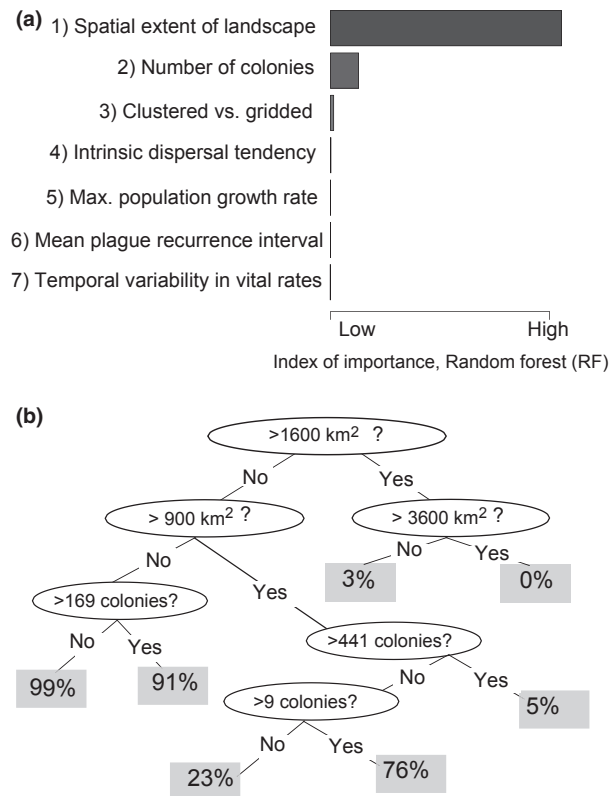 (a)
1) Spatial extent of landscape
2) Number of colonies
3) Clustered vs. gridded
4) Intrinsic dispersal tendency
5) Max. population growth rate
6) Mean plague recurrence interval
7) Temporal variability in vital rates
Low High
Index of importance, Random forest (RF)
(b)
>1600 km² ?
No Yes
> 900 km² ? > 3600 km² ?
No Yes No Yes
3% 0%
>169 colonies?
>441 colonies?
No Yes No Yes
99% 91% 5%
>9 colonies?
No Yes
23% 76%